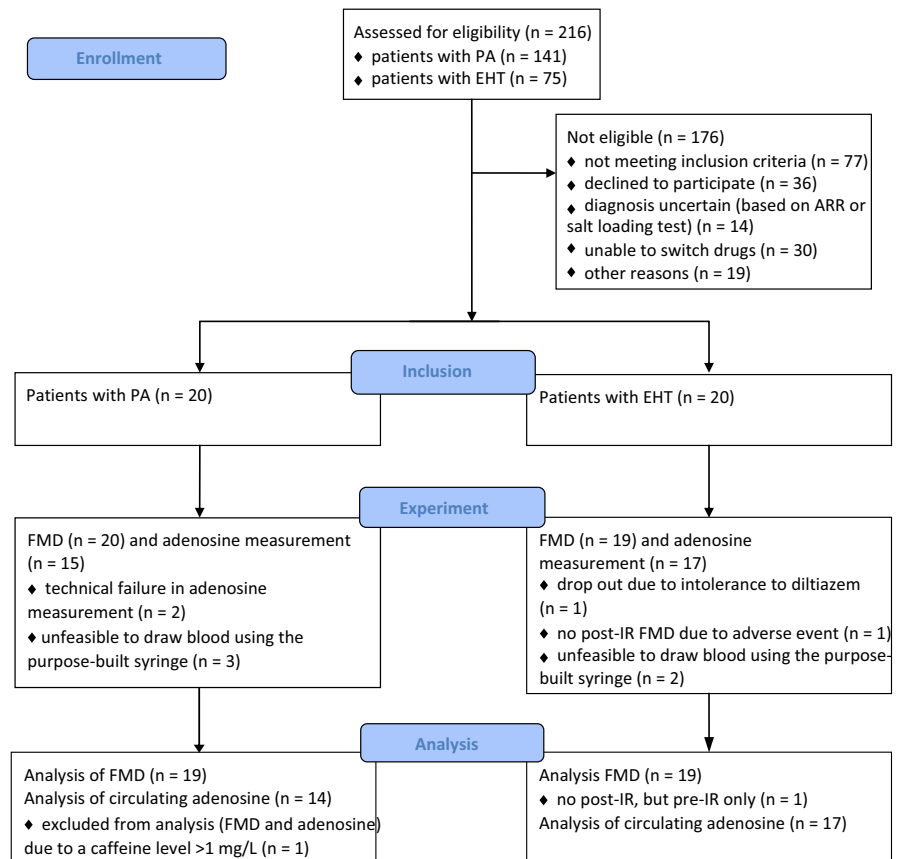 Enrollment
Assessed for eligibility (n = 216)
♦ patients with PA (n = 141)
♦ patients with EHT (n = 75)
Not eligible (n = 176)
♦ not meeting inclusion criteria (n = 77)
♦ declined to participate (n = 36)
♦ diagnosis uncertain (based on ARR or
salt loading test) (n = 14)
♦ unable to switch drugs (n = 30)
♦ other reasons (n = 19)
Inclusion
Patients with PA (n = 20)
Patients with EHT (n = 20)
Experiment
FMD (n = 20) and adenosine measurement
(n = 15)
♦ technical failure in adenosine
measurement (n = 2)
♦ unfeasible to draw blood using the
purpose-built syringe (n = 3)
FMD (n = 19) and adenosine
measurement (n = 17)
♦ drop out due to intolerance to diltiazem
(n = 1)
♦ no post-IR FMD due to adverse event (n = 1)
♦ unfeasible to draw blood using the purpose-
built syringe (n = 2)
Analysis
Analysis of FMD (n = 19)
Analysis of circulating adenosine (n = 14)
♦ excluded from analysis (FMD and adenosine)
due to a caffeine level >1 mg/L (n = 1)
Analysis FMD (n = 19)
♦ no post-IR, but pre-IR only (n = 1)
Analysis of circulating adenosine (n = 17)